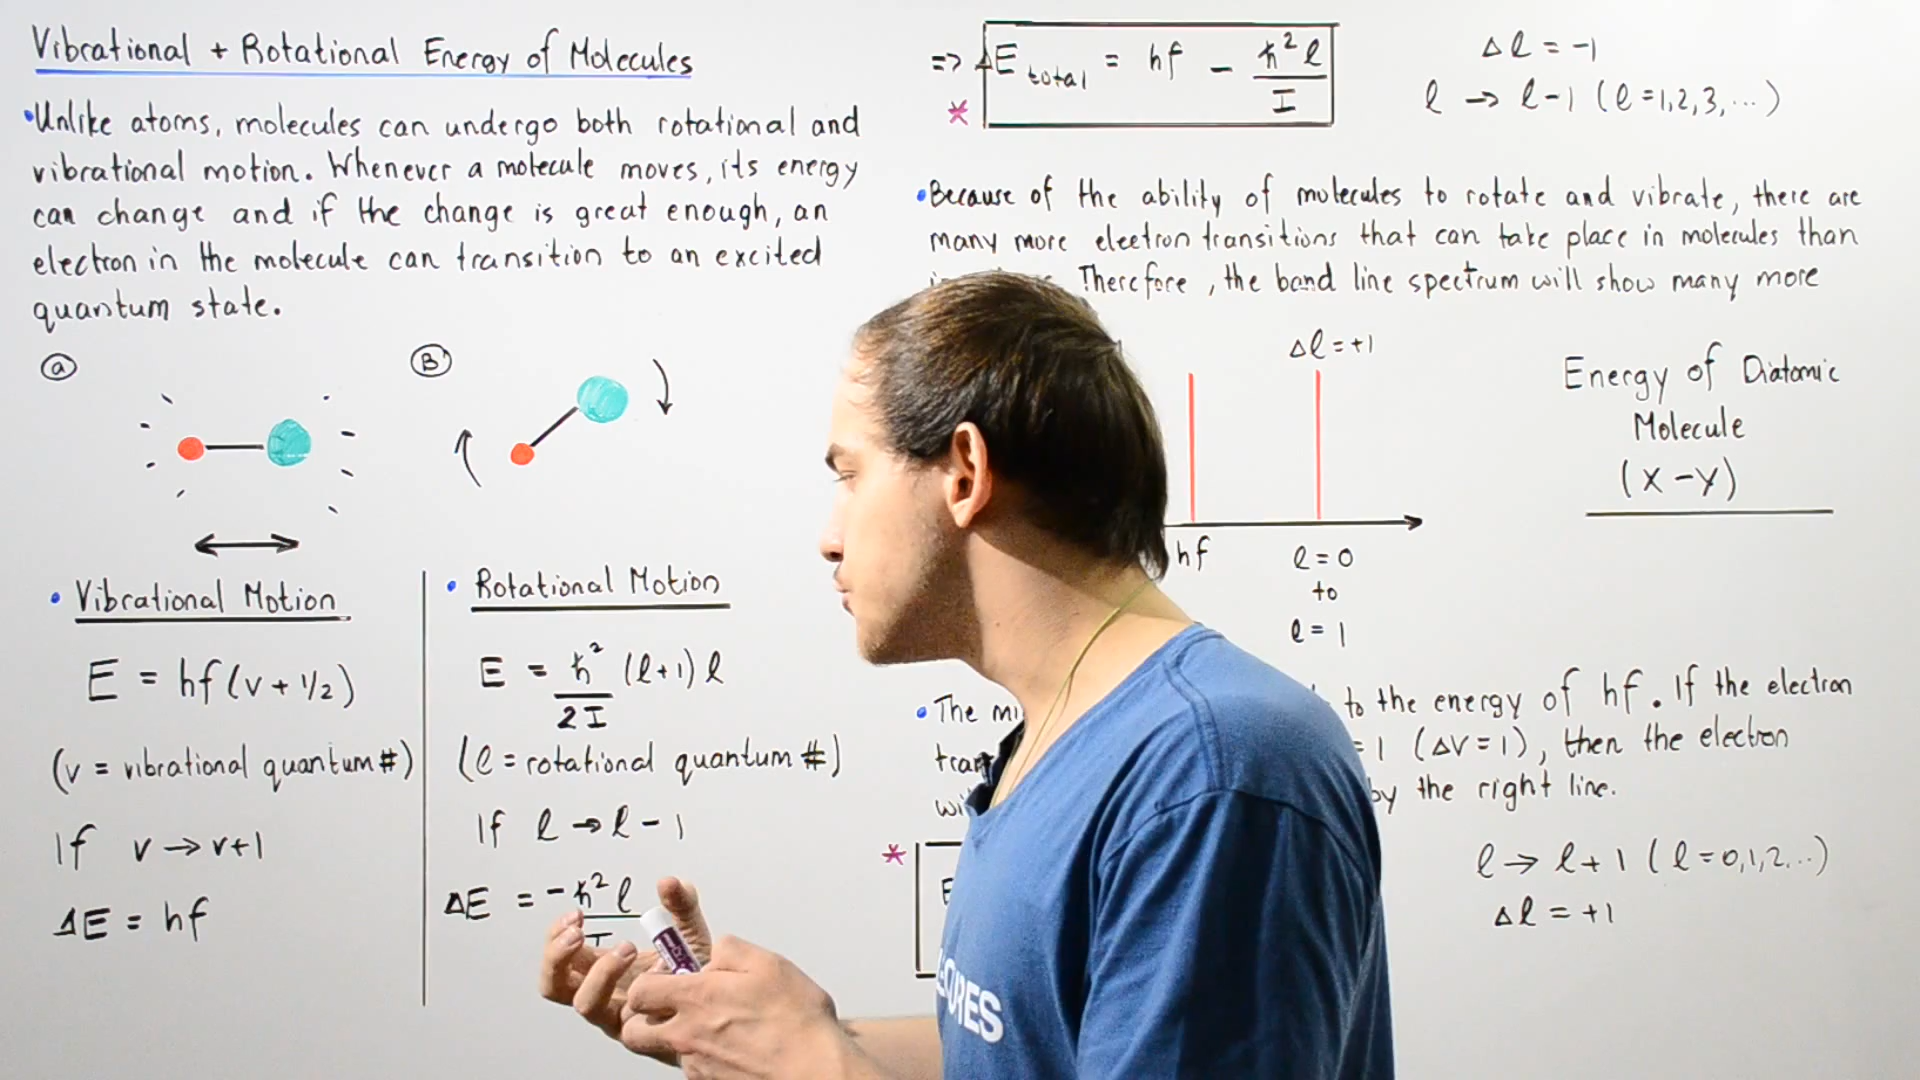 Vibrational + Rotational Energy of Molecules
•Unlike atoms, molecules can undergo both rotational and
vibrational motion. Whenever a molecule moves, its energy
can change and if the change is great enough, an
electron in the molecule can transition to an excited
quantum state.
a
B
• Vibrational Motion
E = hf(v + 1/2)
(v = vibrational quantum #)
If v → v+1
ΔE = hf
• Rotational Motion
E = ħ² (l+1) l
2I
(l = rotational quantum #)
If l → l - 1
ΔE = -ħ² l
I
=> ΔE total = hf - ħ² l
I
*
Δl = -1
l → l-1 (l = 1,2,3,...)
•Because of the ability of molecules to rotate and vibrate, there are
many more electron transitions that can take place in molecules than
Therefore, the band line spectrum will show many more
Δl = +1
hf
l = 0
to
l = 1
Energy of Diatomic
Molecule
(X-Y)
•The
to the energy of hf. If the electron
= 1 (Δv = 1), then the electron
by the right line.
*
E
l → l + 1 (l = 0,1,2...)
Δl = +1
URES